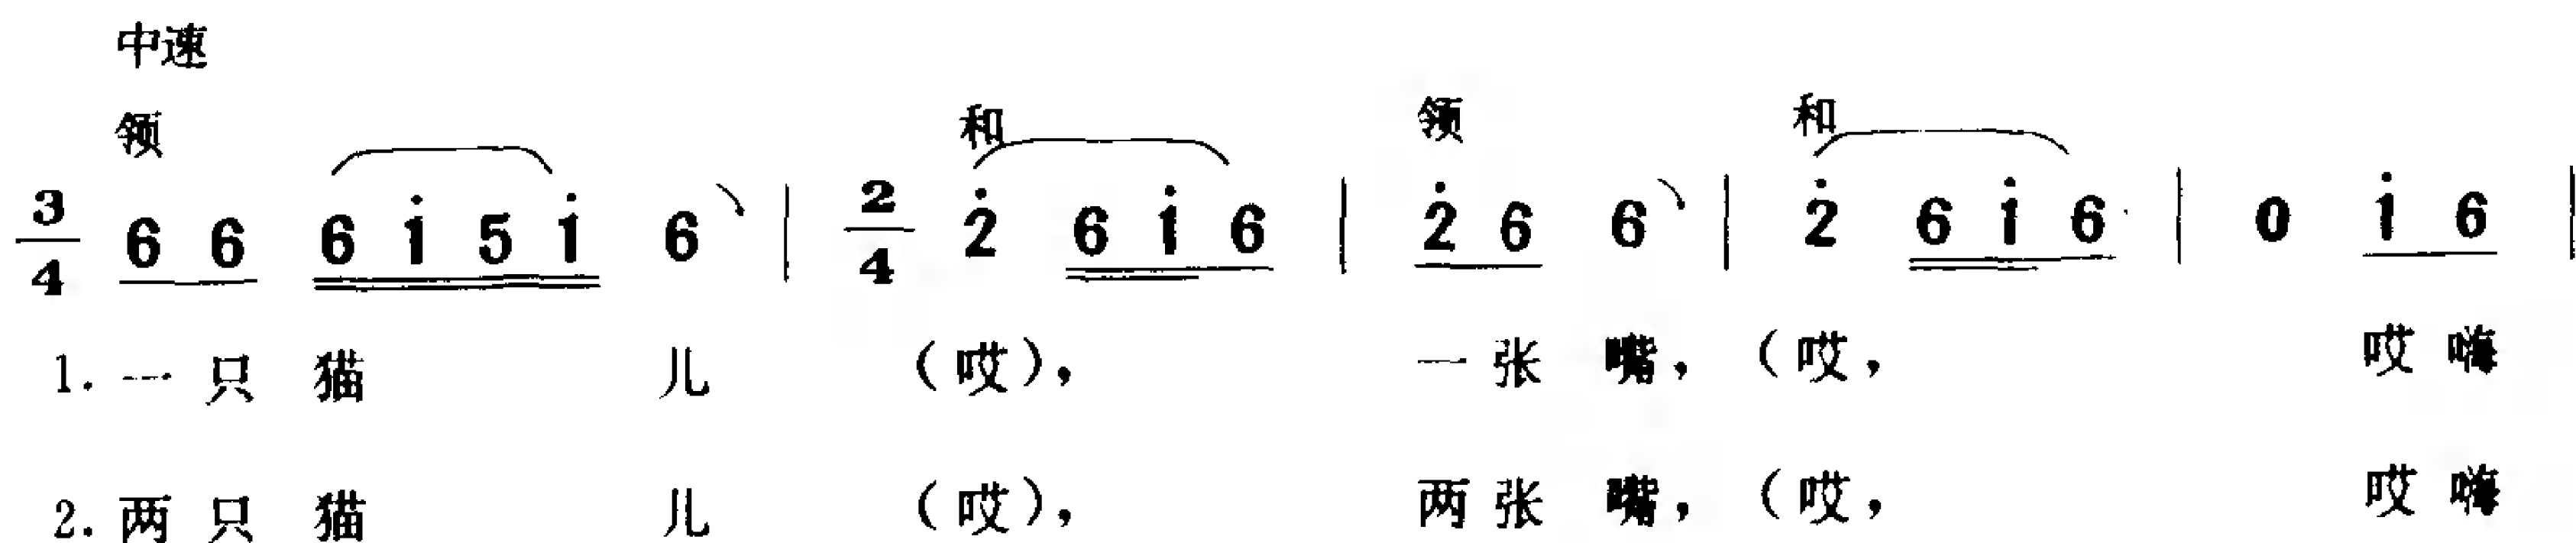 中速
领 和 领 和
3/4 6 6 6 i 5 i 6 | 2/4 2̇ 6 i 6 | 2̇ 6 6 | 2̇ 6 i 6 | 0 i 6 |
1. 一 只 猫 儿 (哎), 一 张 嘴, (哎, 哎 嗨
2. 两 只 猫 儿 (哎), 两 张 嘴, (哎, 哎 嗨